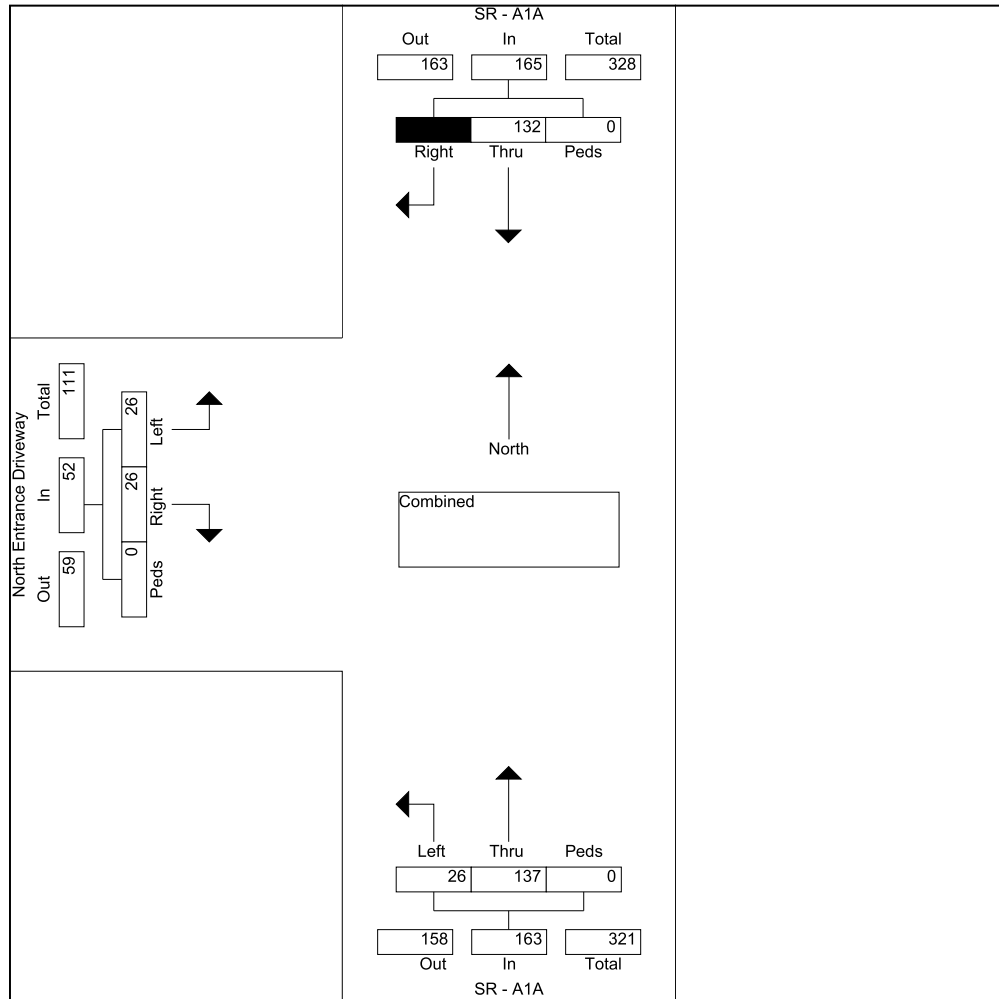 SR - A1A
Out In Total
163 165 328
132 0
Right Thru Peds
North Entrance Driveway
Total In Out
111 52 59
26 26 0
Left Right Peds
North
Combined
Left Thru Peds
26 137 0
158 163 321
Out In Total
SR - A1A